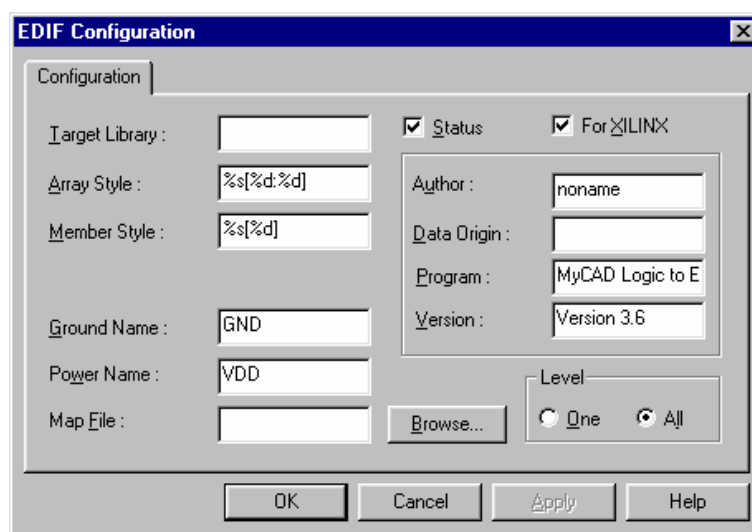 EDIF Configuration
Configuration
Target Library :
Status
For XILINX
Array Style :
%s[%d:%d]
Author :
noname
Member Style :
%s[%d]
Data Origin :
Program :
MyCAD Logic to E
Ground Name :
GND
Version :
Version 3.6
Power Name :
VDD
Level
Map File :
Browse...
One
All
OK
Cancel
Apply
Help